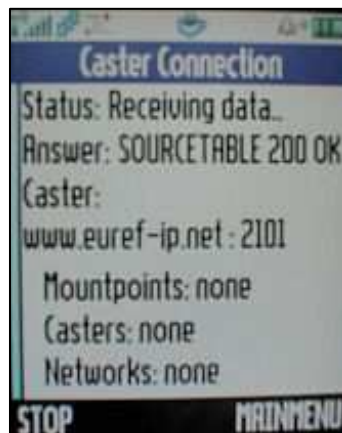 Caster Connection
Status: Receiving data..
Answer: SOURCETABLE 200 OK
Caster:
www.euref-ip.net : 2101
Mountpoints: none
Casters: none
Networks: none
STOP MAINMENU